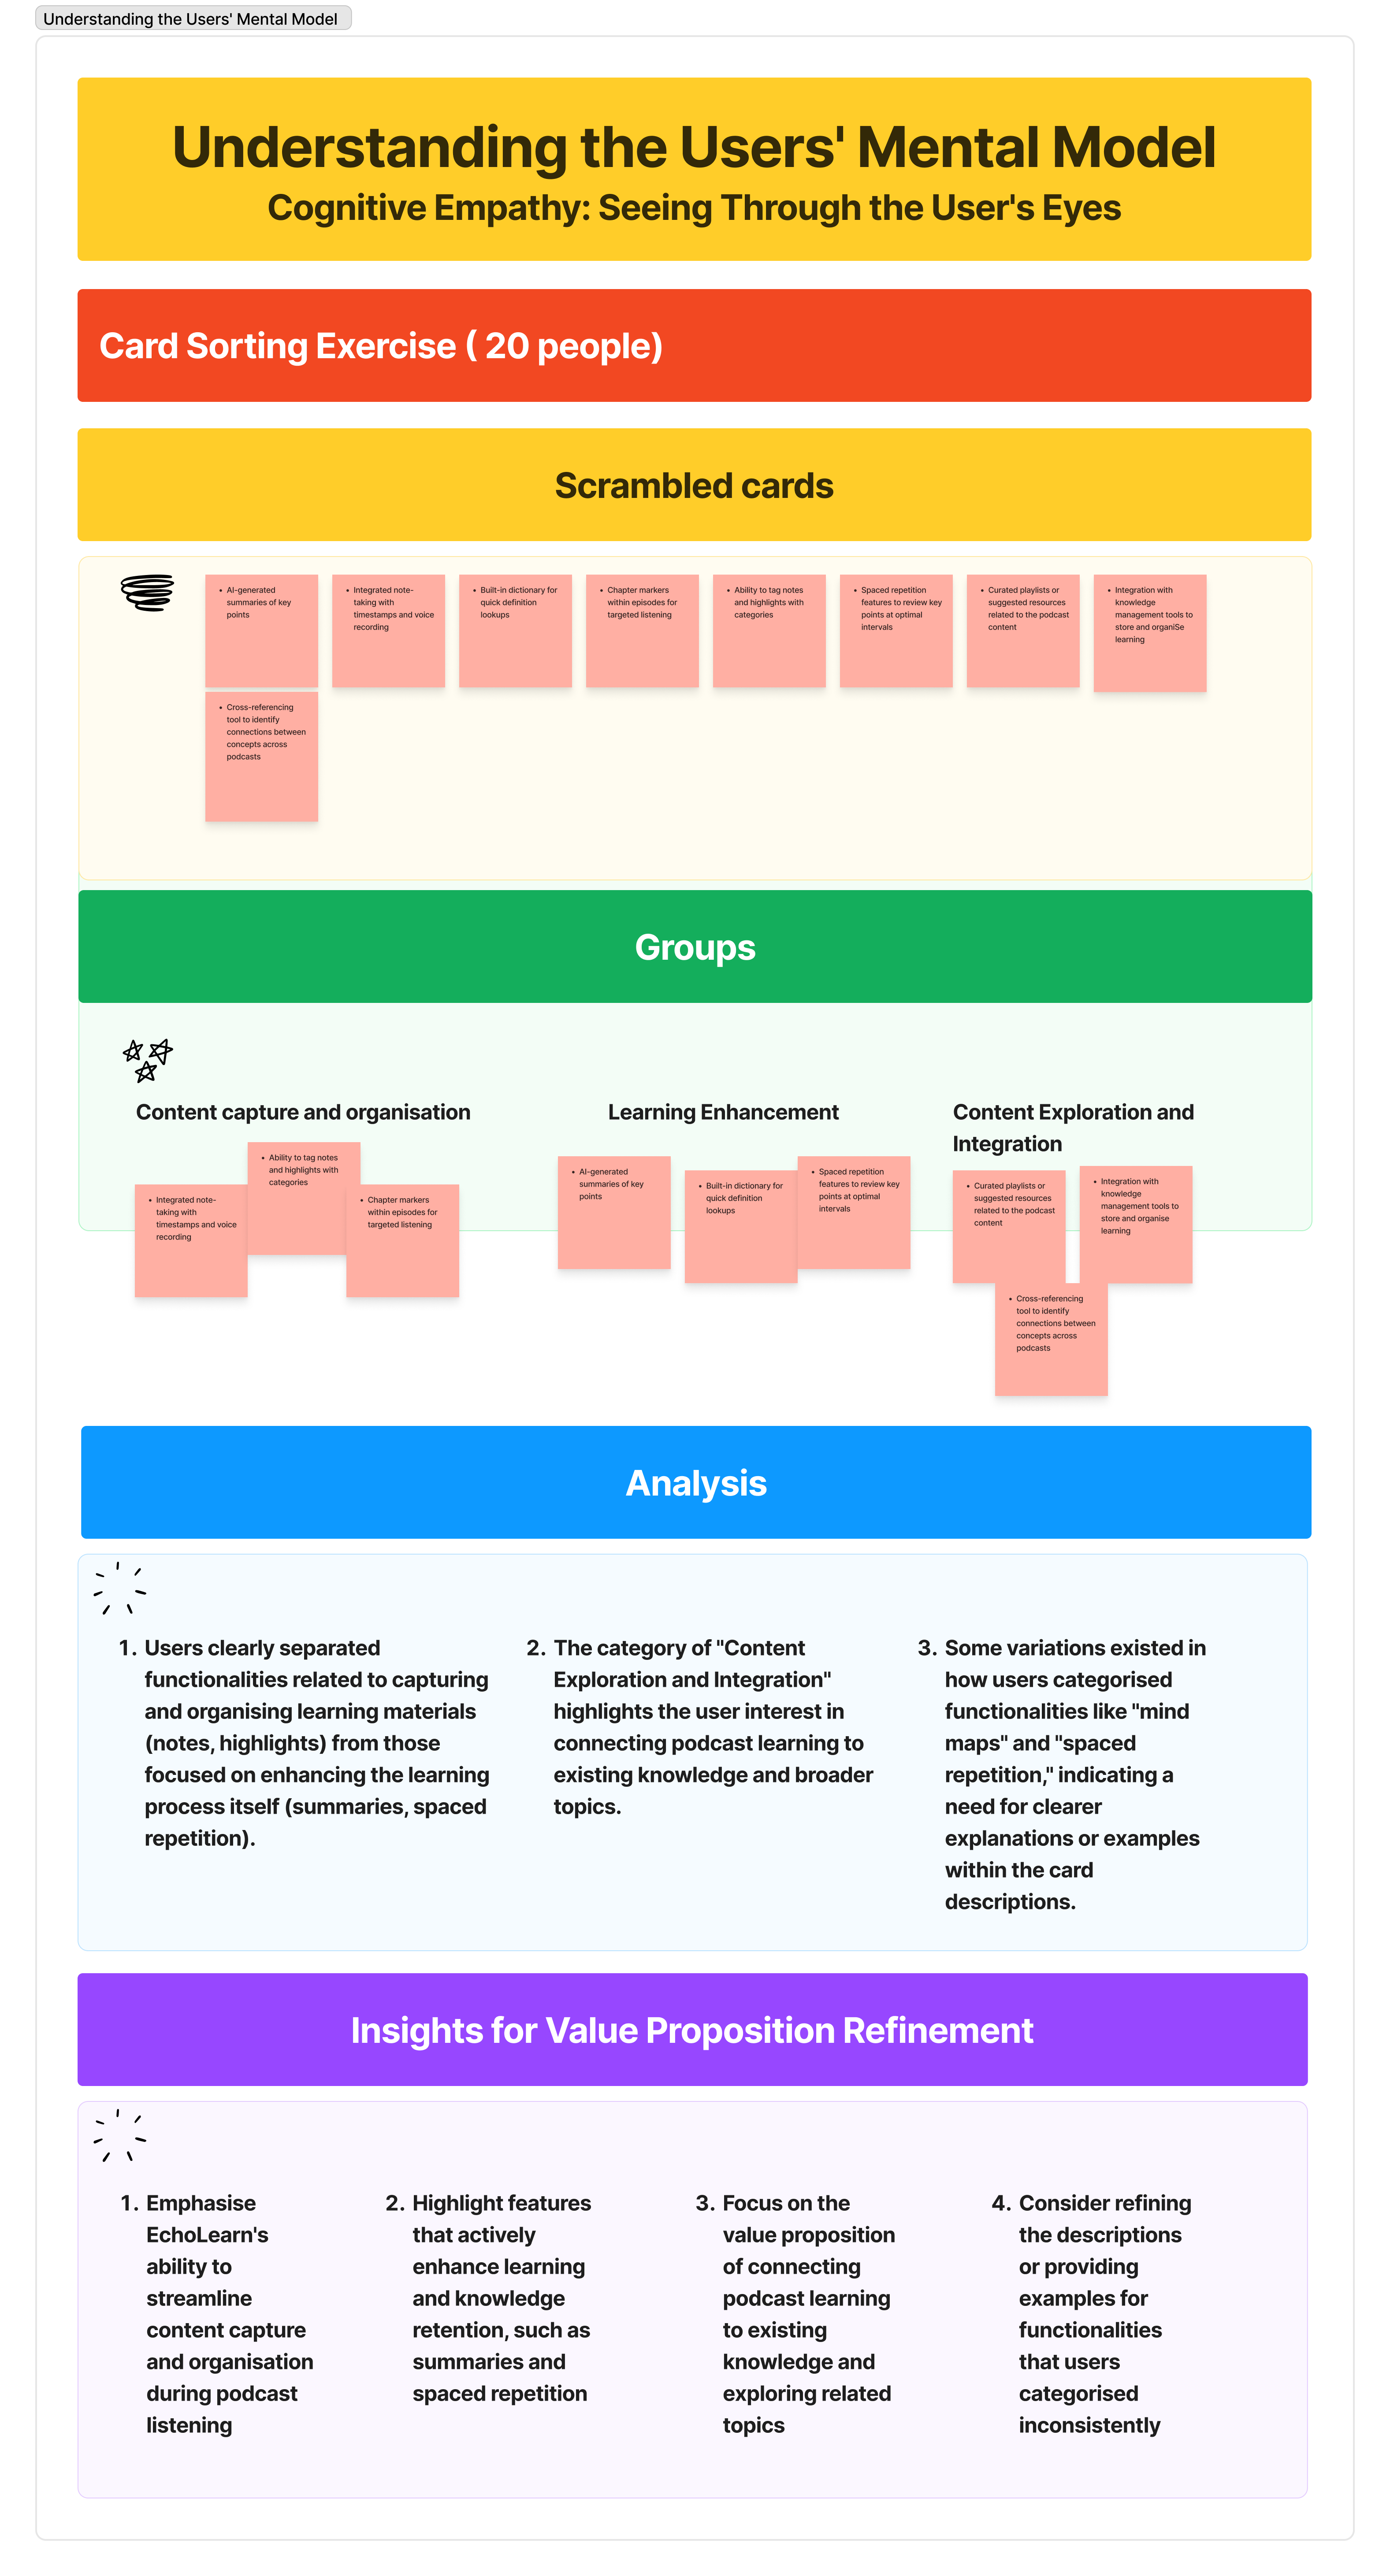 Understanding the Users' Mental Model
Understanding the Users' Mental Model
Cognitive Empathy: Seeing Through the User's Eyes
Card Sorting Exercise ( 20 people)
Scrambled cards
• AI-generated
summaries of key
points
• Integrated note-
taking with
timestamps and voice
recording
• Built-in dictionary for
quick definition
lookups
• Chapter markers
within episodes for
targeted listening
• Ability to tag notes
and highlights with
categories
• Spaced repetition
features to review key
points at optimal
intervals
• Curated playlists or
suggested resources
related to the podcast
content
• Integration with
knowledge
management tools to
store and organiSe
learning
• Cross-referencing
tool to identify
connections between
concepts across
podcasts
Groups
Content capture and organisation
• Integrated note-
taking with
timestamps and voice
recording
• Ability to tag notes
and highlights with
categories
• Chapter markers
within episodes for
targeted listening
Learning Enhancement
• AI-generated
summaries of key
points
• Built-in dictionary for
quick definition
lookups
• Spaced repetition
features to review key
points at optimal
intervals
Content Exploration and
Integration
• Curated playlists or
suggested resources
related to the podcast
content
• Integration with
knowledge
management tools to
store and organise
learning
• Cross-referencing
tool to identify
connections between
concepts across
podcasts
Analysis
1. Users clearly separated
functionalities related to capturing
and organising learning materials
(notes, highlights) from those
focused on enhancing the learning
process itself (summaries, spaced
repetition).
2. The category of "Content
Exploration and Integration"
highlights the user interest in
connecting podcast learning to
existing knowledge and broader
topics.
3. Some variations existed in
how users categorised
functionalities like "mind
maps" and "spaced
repetition," indicating a
need for clearer
explanations or examples
within the card
descriptions.
Insights for Value Proposition Refinement
1. Emphasise
EchoLearn's
ability to
streamline
content capture
and organisation
during podcast
listening
2. Highlight features
that actively
enhance learning
and knowledge
retention, such as
summaries and
spaced repetition
3. Focus on the
value proposition
of connecting
podcast learning
to existing
knowledge and
exploring related
topics
4. Consider refining
the descriptions
or providing
examples for
functionalities
that users
categorised
inconsistently